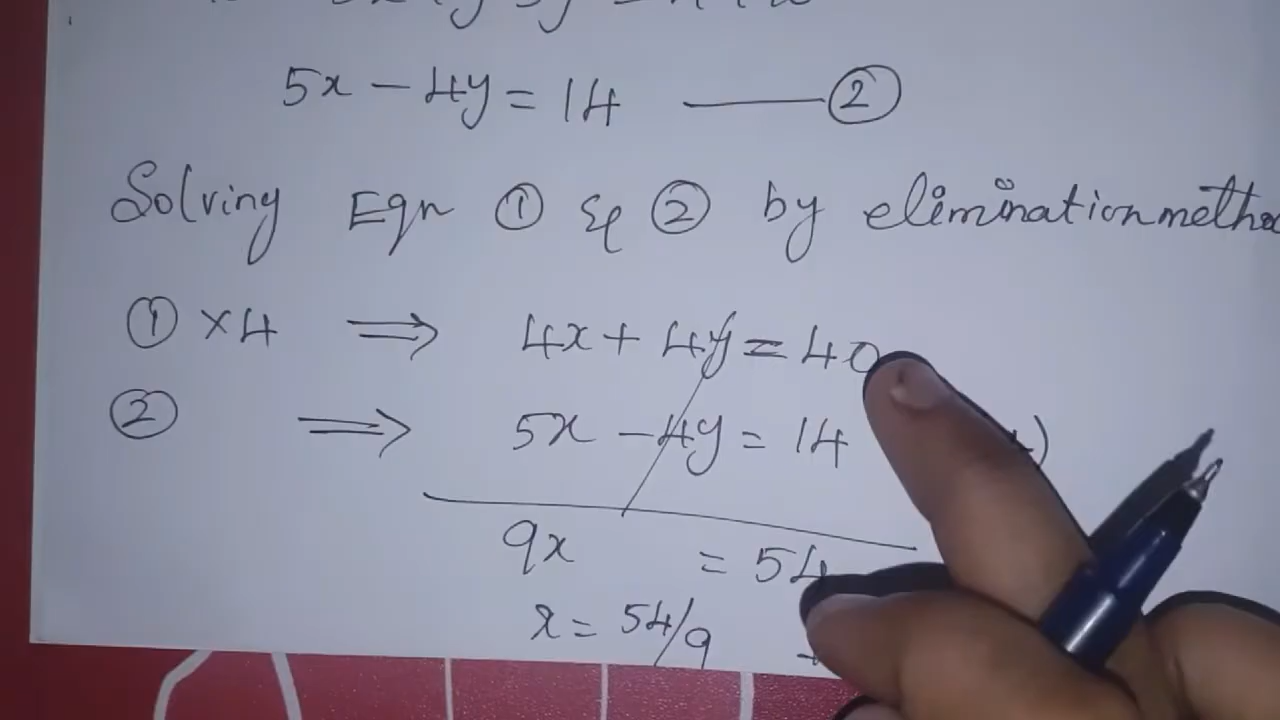 5x - 4y = 14 —— ②
Solving Eqn ① & ② by elimination
① × 4 ⇒ 4x + 4y = 40
② ⇒ 5x - 4y = 14
9x = 54
x = 54/9